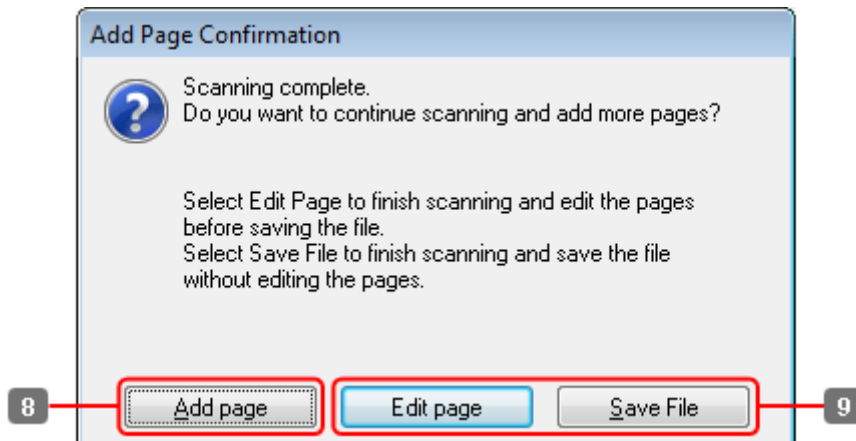 Add Page Confirmation
Scanning complete.
Do you want to continue scanning and add more pages?
Select Edit Page to finish scanning and edit the pages
before saving the file.
Select Save File to finish scanning and save the file
without editing the pages.
8 Add page Edit page Save File 9